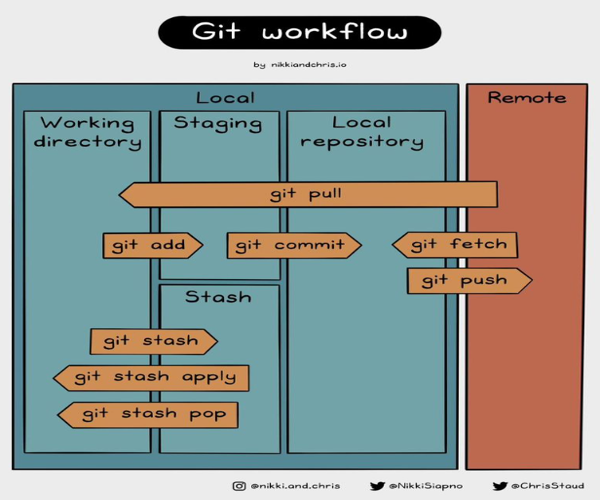 Git workflow
by nikkiandchris.io
Local
Remote
Working
directory
Staging
Local
repository
git pull
git add
git commit
git fetch
git push
Stash
git stash
git stash apply
git stash pop
@nikki.and.chris
@NikkiSiapno
@ChrisStaud